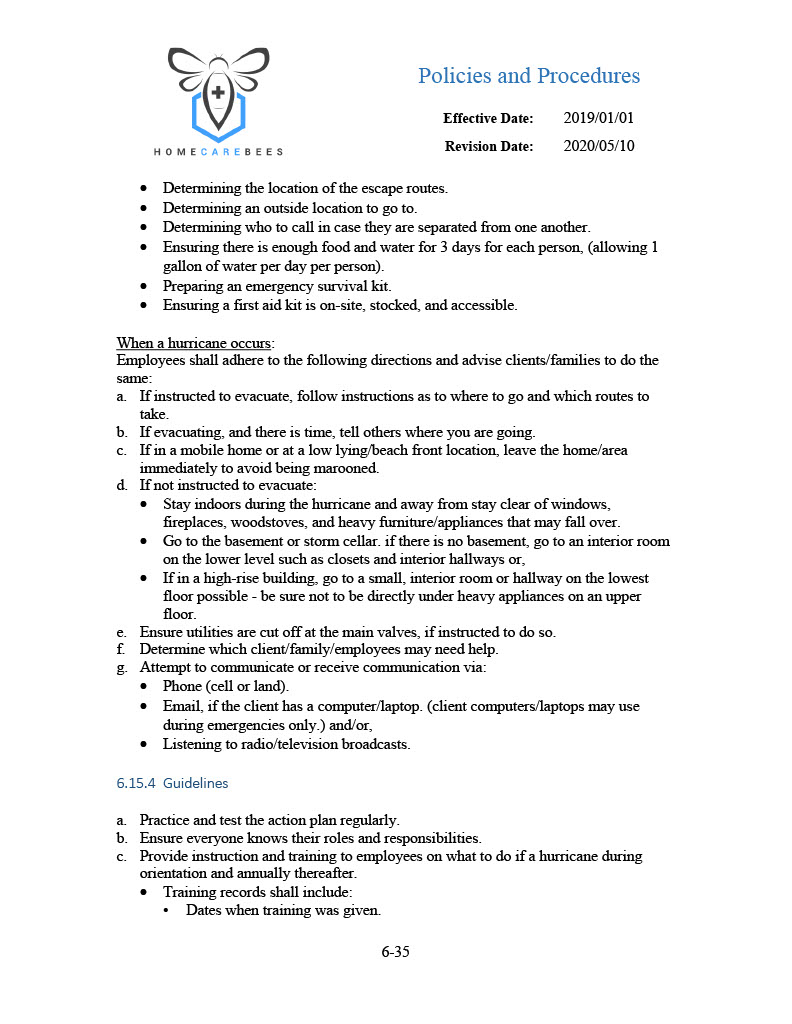 Policies and Procedures
Effective Date: 2019/01/01
Revision Date: 2020/05/10
HOMECAREBEES
• Determining the location of the escape routes.
• Determining an outside location to go to.
• Determining who to call in case they are separated from one another.
• Ensuring there is enough food and water for 3 days for each person, (allowing 1
gallon of water per day per person).
• Preparing an emergency survival kit.
• Ensuring a first aid kit is on-site, stocked, and accessible.
When a hurricane occurs:
Employees shall adhere to the following directions and advise clients/families to do the
same:
a. If instructed to evacuate, follow instructions as to where to go and which routes to
take.
b. If evacuating, and there is time, tell others where you are going.
c. If in a mobile home or at a low lying/beach front location, leave the home/area
immediately to avoid being marooned.
d. If not instructed to evacuate:
• Stay indoors during the hurricane and away from stay clear of windows,
fireplaces, woodstoves, and heavy furniture/appliances that may fall over.
• Go to the basement or storm cellar. if there is no basement, go to an interior room
on the lower level such as closets and interior hallways or,
• If in a high-rise building, go to a small, interior room or hallway on the lowest
floor possible - be sure not to be directly under heavy appliances on an upper
floor.
e. Ensure utilities are cut off at the main valves, if instructed to do so.
f. Determine which client/family/employees may need help.
g. Attempt to communicate or receive communication via:
• Phone (cell or land).
• Email, if the client has a computer/laptop. (client computers/laptops may use
during emergencies only.) and/or,
• Listening to radio/television broadcasts.
6.15.4 Guidelines
a. Practice and test the action plan regularly.
b. Ensure everyone knows their roles and responsibilities.
c. Provide instruction and training to employees on what to do if a hurricane during
orientation and annually thereafter.
• Training records shall include:
• Dates when training was given.
6-35